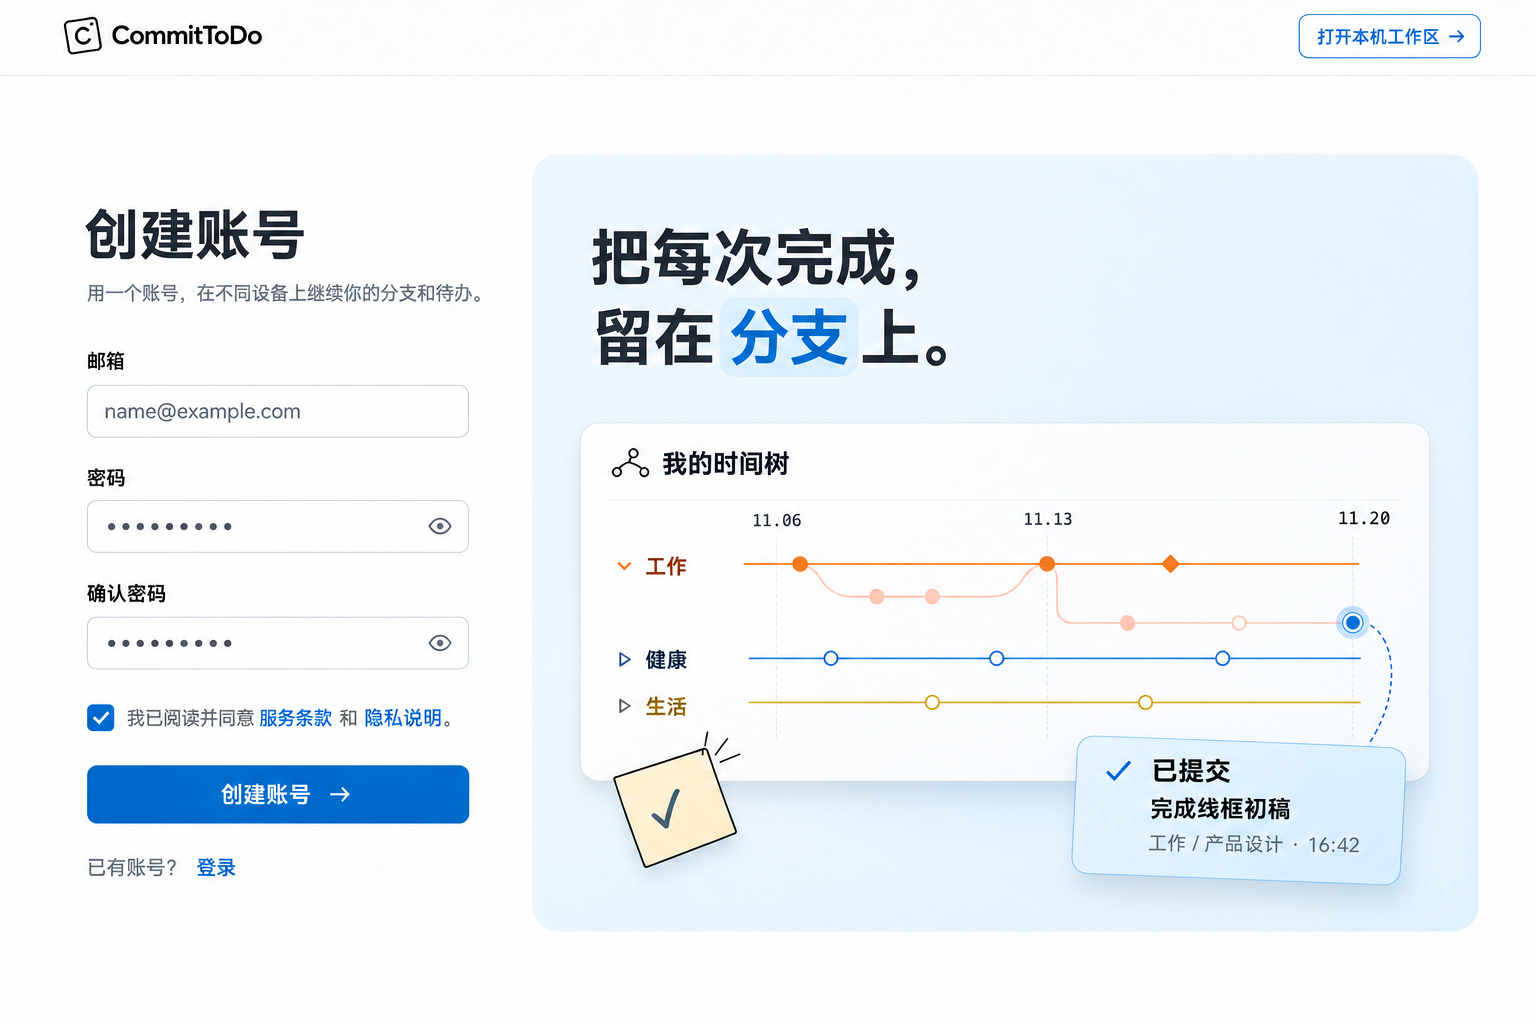 CommitToDo
打开本机工作区 →
创建账号
用一个账号，在不同设备上继续你的分支和待办。
邮箱
name@example.com
密码
•••••••••
确认密码
•••••••••
我已阅读并同意 服务条款 和 隐私说明。
创建账号 →
已有账号？ 登录
把每次完成，
留在分支上。
我的时间树
11.06 11.13 11.20
工作
健康
生活
已提交
完成线框初稿
工作 / 产品设计 · 16:42